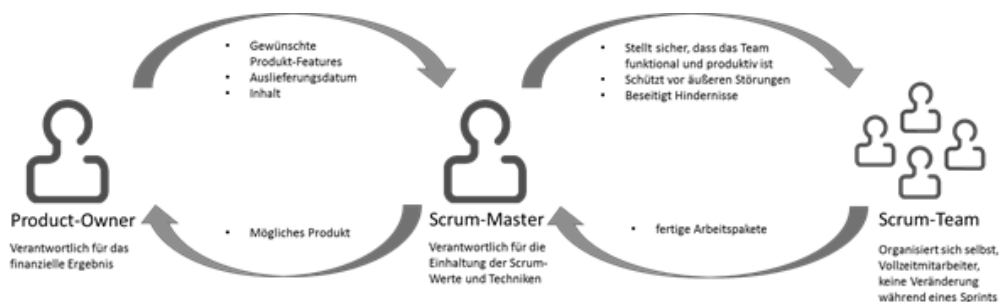 Gewünschte
Produkt-Features
Auslieferungsdatum
Inhalt
Stellt sicher, dass das Team
funktional und produktiv ist
Schützt vor äußeren Störungen
Beseitigt Hindernisse
Product-Owner
Verantwortlich für das
finanzielle Ergebnis
Mögliches Produkt
Scrum-Master
Verantwortlich für die
Einhaltung der Scrum-
Werte und Techniken
fertige Arbeitspakete
Scrum-Team
Organisiert sich selbst,
Vollzeitmitarbeiter,
keine Veränderung
während eines Sprints